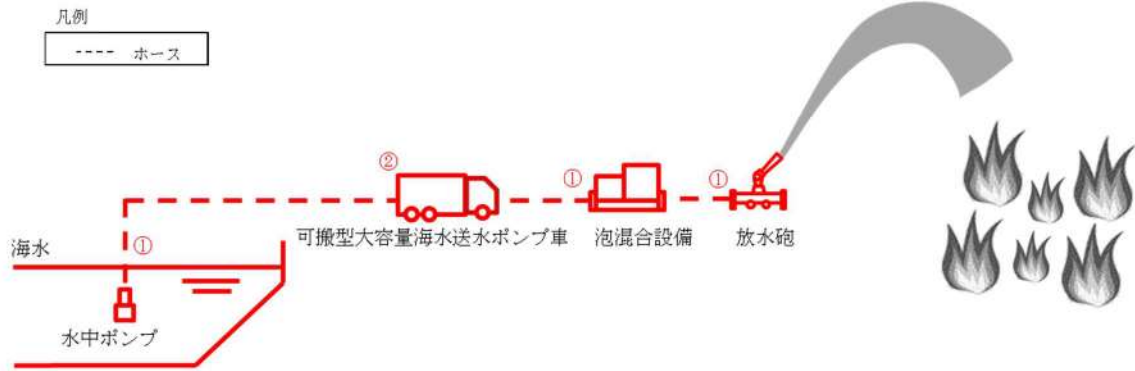 凡例
---- ホース
②
①
①
可搬型大容量海水送水ポンプ車
泡混合設備
放水砲
海水
①
水中ポンプ